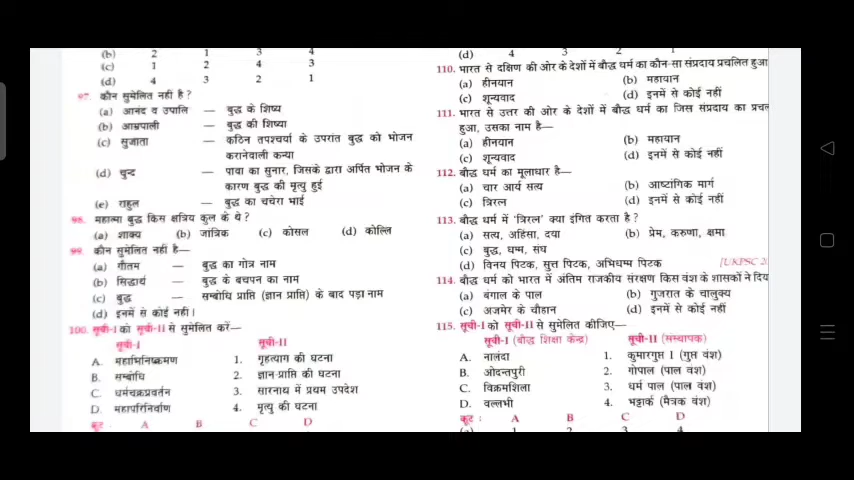 (b) 2 1 3 4
(c) 1 2 4 3
(d) 4 3 2 1
97. कौन सुमेलित नहीं है ?
(a) आनंद व उपालि — बुद्ध के शिष्य
(b) आम्रपाली — बुद्ध की शिष्या
(c) सुजाता — कठिन तपश्चर्या के उपरांत बुद्ध को भोजन
करानेवाली कन्या
(d) चुन्द — पावा का सुनार, जिसके द्वारा अर्पित भोजन के
कारण बुद्ध की मृत्यु हुई
(e) राहुल — बुद्ध का चचेरा भाई
98. महात्मा बुद्ध किस क्षत्रिय कुल के थे ?
(a) शाक्य (b) जांत्रिक (c) कोसल (d) कोल्लि
99. कौन सुमेलित नहीं है—
(a) गौतम — बुद्ध का गोत्र नाम
(b) सिद्धार्थ — बुद्ध के बचपन का नाम
(c) बुद्ध — सम्बोधि प्राप्ति (ज्ञान प्राप्ति) के बाद पड़ा नाम
(d) इनमें से कोई नहीं।
100. सूची-I को सूची-II से सुमेलित करें—
सूची-I सूची-II
A. महाभिनिष्क्रमण 1. गृहत्याग की घटना
B. सम्बोधि 2. ज्ञान-प्राप्ति की घटना
C. धर्मचक्रप्रवर्तन 3. सारनाथ में प्रथम उपदेश
D. महापरिनिर्वाण 4. मृत्यु की घटना
कूट A B C D
(d) 4 3 2 1
110. भारत से दक्षिण की ओर के देशों में बौद्ध धर्म का कौन-सा संप्रदाय प्रचलित हुआ
(a) हीनयान (b) महायान
(c) शून्यवाद (d) इनमें से कोई नहीं
111. भारत से उत्तर की ओर के देशों में बौद्ध धर्म का जिस संप्रदाय का प्रचल
हुआ, उसका नाम है—
(a) हीनयान (b) महायान
(c) शून्यवाद (d) इनमें से कोई नहीं
112. बौद्ध धर्म का मूलाधार है—
(a) चार आर्य सत्य (b) आष्टांगिक मार्ग
(c) त्रिरत्न (d) इनमें से कोई नहीं
113. बौद्ध धर्म में 'त्रिरत्न' क्या इंगित करता है ?
(a) सत्य, अहिंसा, दया (b) प्रेम, करुणा, क्षमा
(c) बुद्ध, धम्म, संघ
(d) विनय पिटक, सुत्त पिटक, अभिधम्म पिटक [UKPSC 2
114. बौद्ध धर्म को भारत में अंतिम राजकीय संरक्षण किस वंश के शासकों ने दिय
(a) बंगाल के पाल (b) गुजरात के चालुक्य
(c) अजमेर के चौहान (d) इनमें से कोई नहीं
115. सूची-I को सूची-II से सुमेलित कीजिए—
सूची-I (बौद्ध शिक्षा केन्द्र) सूची-II (संस्थापक)
A. नालंदा 1. कुमारगुप्त I (गुप्त वंश)
B. ओदन्तपुरी 2. गोपाल (पाल वंश)
C. विक्रमशिला 3. धर्म पाल (पाल वंश)
D. वल्लभी 4. भट्टार्क (मैत्रक वंश)
कूट : A B C D
(a) 1 2 3 4